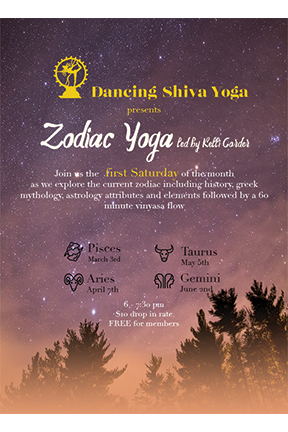 Dancing Shiva Yoga
presents
Zodiac Yoga Led By Kelli Gardor
Join us the first Saturday of the month
as we explore the current zodiac including history, greek
mythology, astrology attributes and elements followed by a 60
minute vinyasa flow
Pisces
March 3rd
Taurus
May 5th
Aries
April 7th
Gemini
June 2nd
6 - 7:30 pm
$10 drop in rate
FREE for members